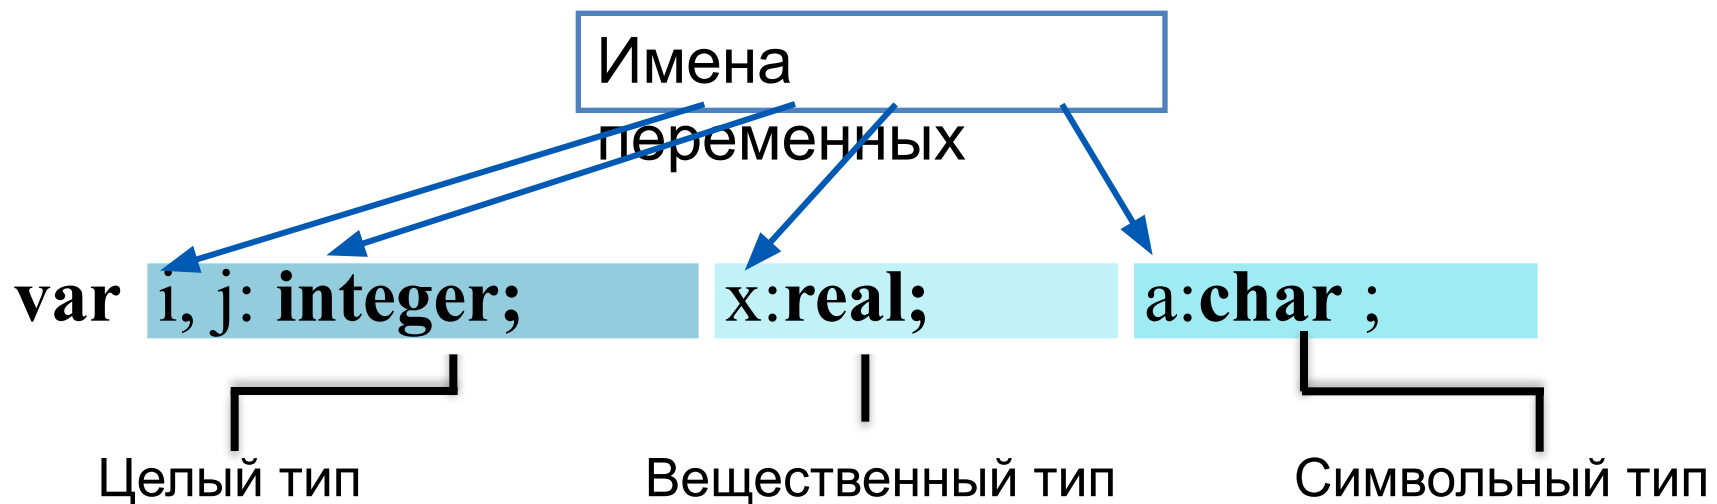 Имена
переменных
var i, j: integer; x:real; a:char ;
Целый тип Вещественный тип Символьный тип